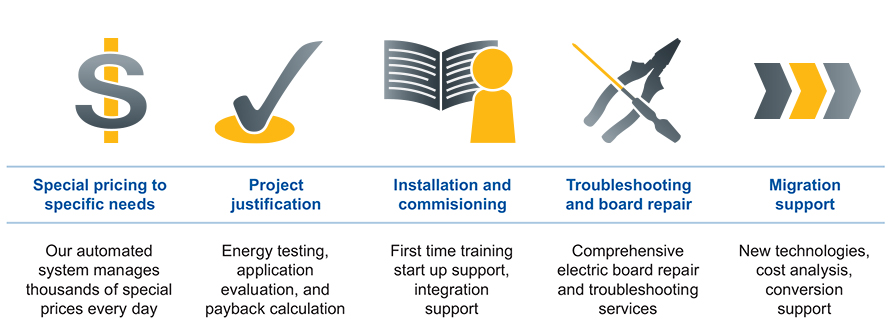 Special pricing to
specific needs
Our automated
system manages
thousands of special
prices every day
Project
justification
Energy testing,
application
evaluation, and
payback calculation
Installation and
commisioning
First time training
start up support,
integration
support
Troubleshooting
and board repair
Comprehensive
electric board repair
and troubleshooting
services
Migration
support
New technologies,
cost analysis,
conversion
support